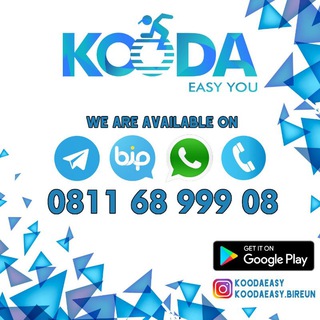 KOODA
EASY YOU
WE ARE AVAILABLE ON
bip
0811 68 999 08
GET IT ON
Google Play
KOODAEASY
KOODAEASY.BIREUN